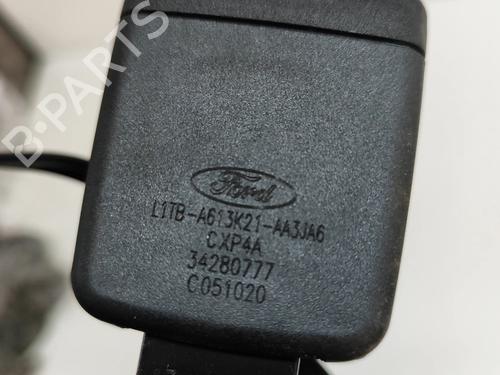 B-PARTS
Ford
L1TB-A613K21-AA3JA6
CXP4A
34280777
C051020